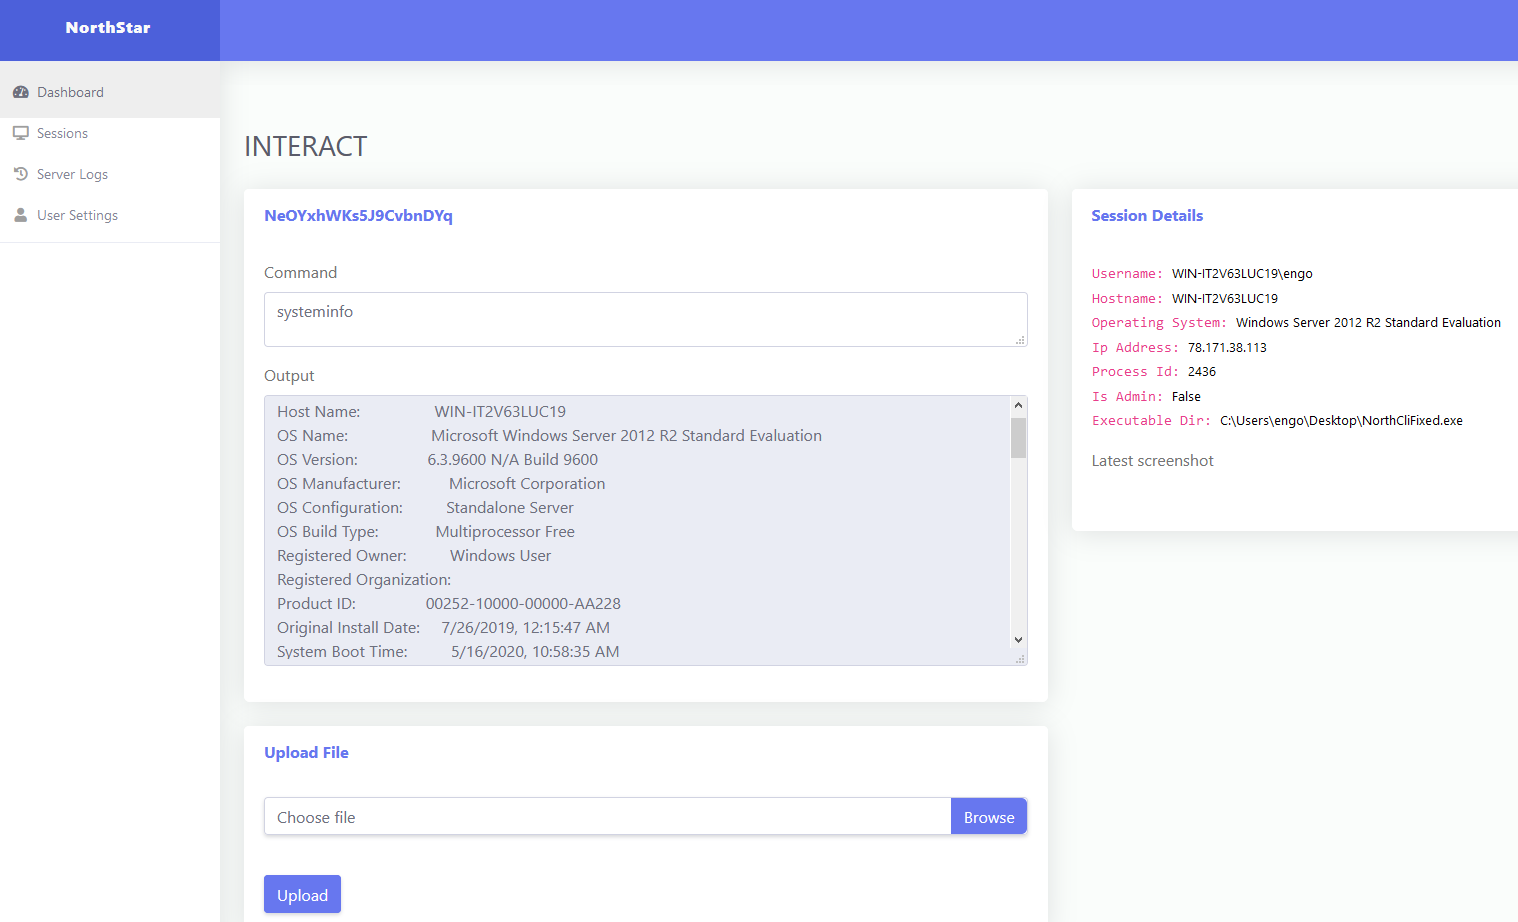 NorthStar
Dashboard
Sessions
Server Logs
User Settings
INTERACT
NeOYxhWKs5J9CvbnDYq
Command
systeminfo
Output
Host Name: WIN-IT2V63LUC19
OS Name: Microsoft Windows Server 2012 R2 Standard Evaluation
OS Version: 6.3.9600 N/A Build 9600
OS Manufacturer: Microsoft Corporation
OS Configuration: Standalone Server
OS Build Type: Multiprocessor Free
Registered Owner: Windows User
Registered Organization:
Product ID: 00252-10000-00000-AA228
Original Install Date: 7/26/2019, 12:15:47 AM
System Boot Time: 5/16/2020, 10:58:35 AM
Upload File
Choose file
Browse
Upload
Session Details
Username: WIN-IT2V63LUC19\engo
Hostname: WIN-IT2V63LUC19
Operating System: Windows Server 2012 R2 Standard Evaluation
Ip Address: 78.171.38.113
Process Id: 2436
Is Admin: False
Executable Dir: C:\Users\engo\Desktop\NorthCliFixed.exe
Latest screenshot